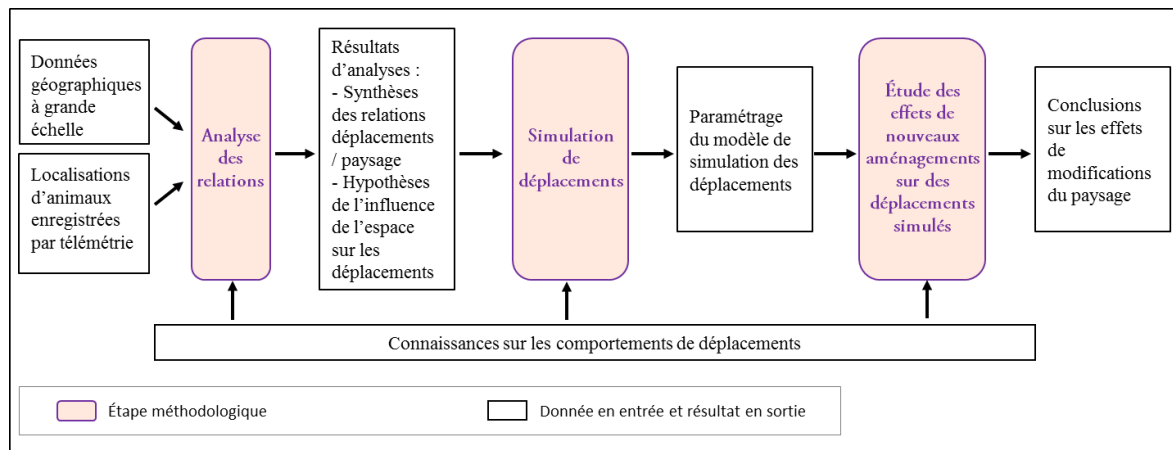 Données
géographiques
à grande
échelle
Localisations
d'animaux
enregistrées
par télémétrie
Analyse
des
relations
Résultats
d'analyses :
- Synthèses
des relations
déplacements
/ paysage
- Hypothèses
de l'influence
de l'espace
sur les
déplacements
Simulation
de
déplacements
Paramétrage
du modèle de
simulation des
déplacements
Étude des
effets de
nouveaux
aménagements
sur des
déplacements
simulés
Conclusions
sur les effets
de
modifications
du paysage
Connaissances sur les comportements de déplacements
Étape méthodologique
Donnée en entrée et résultat en sortie